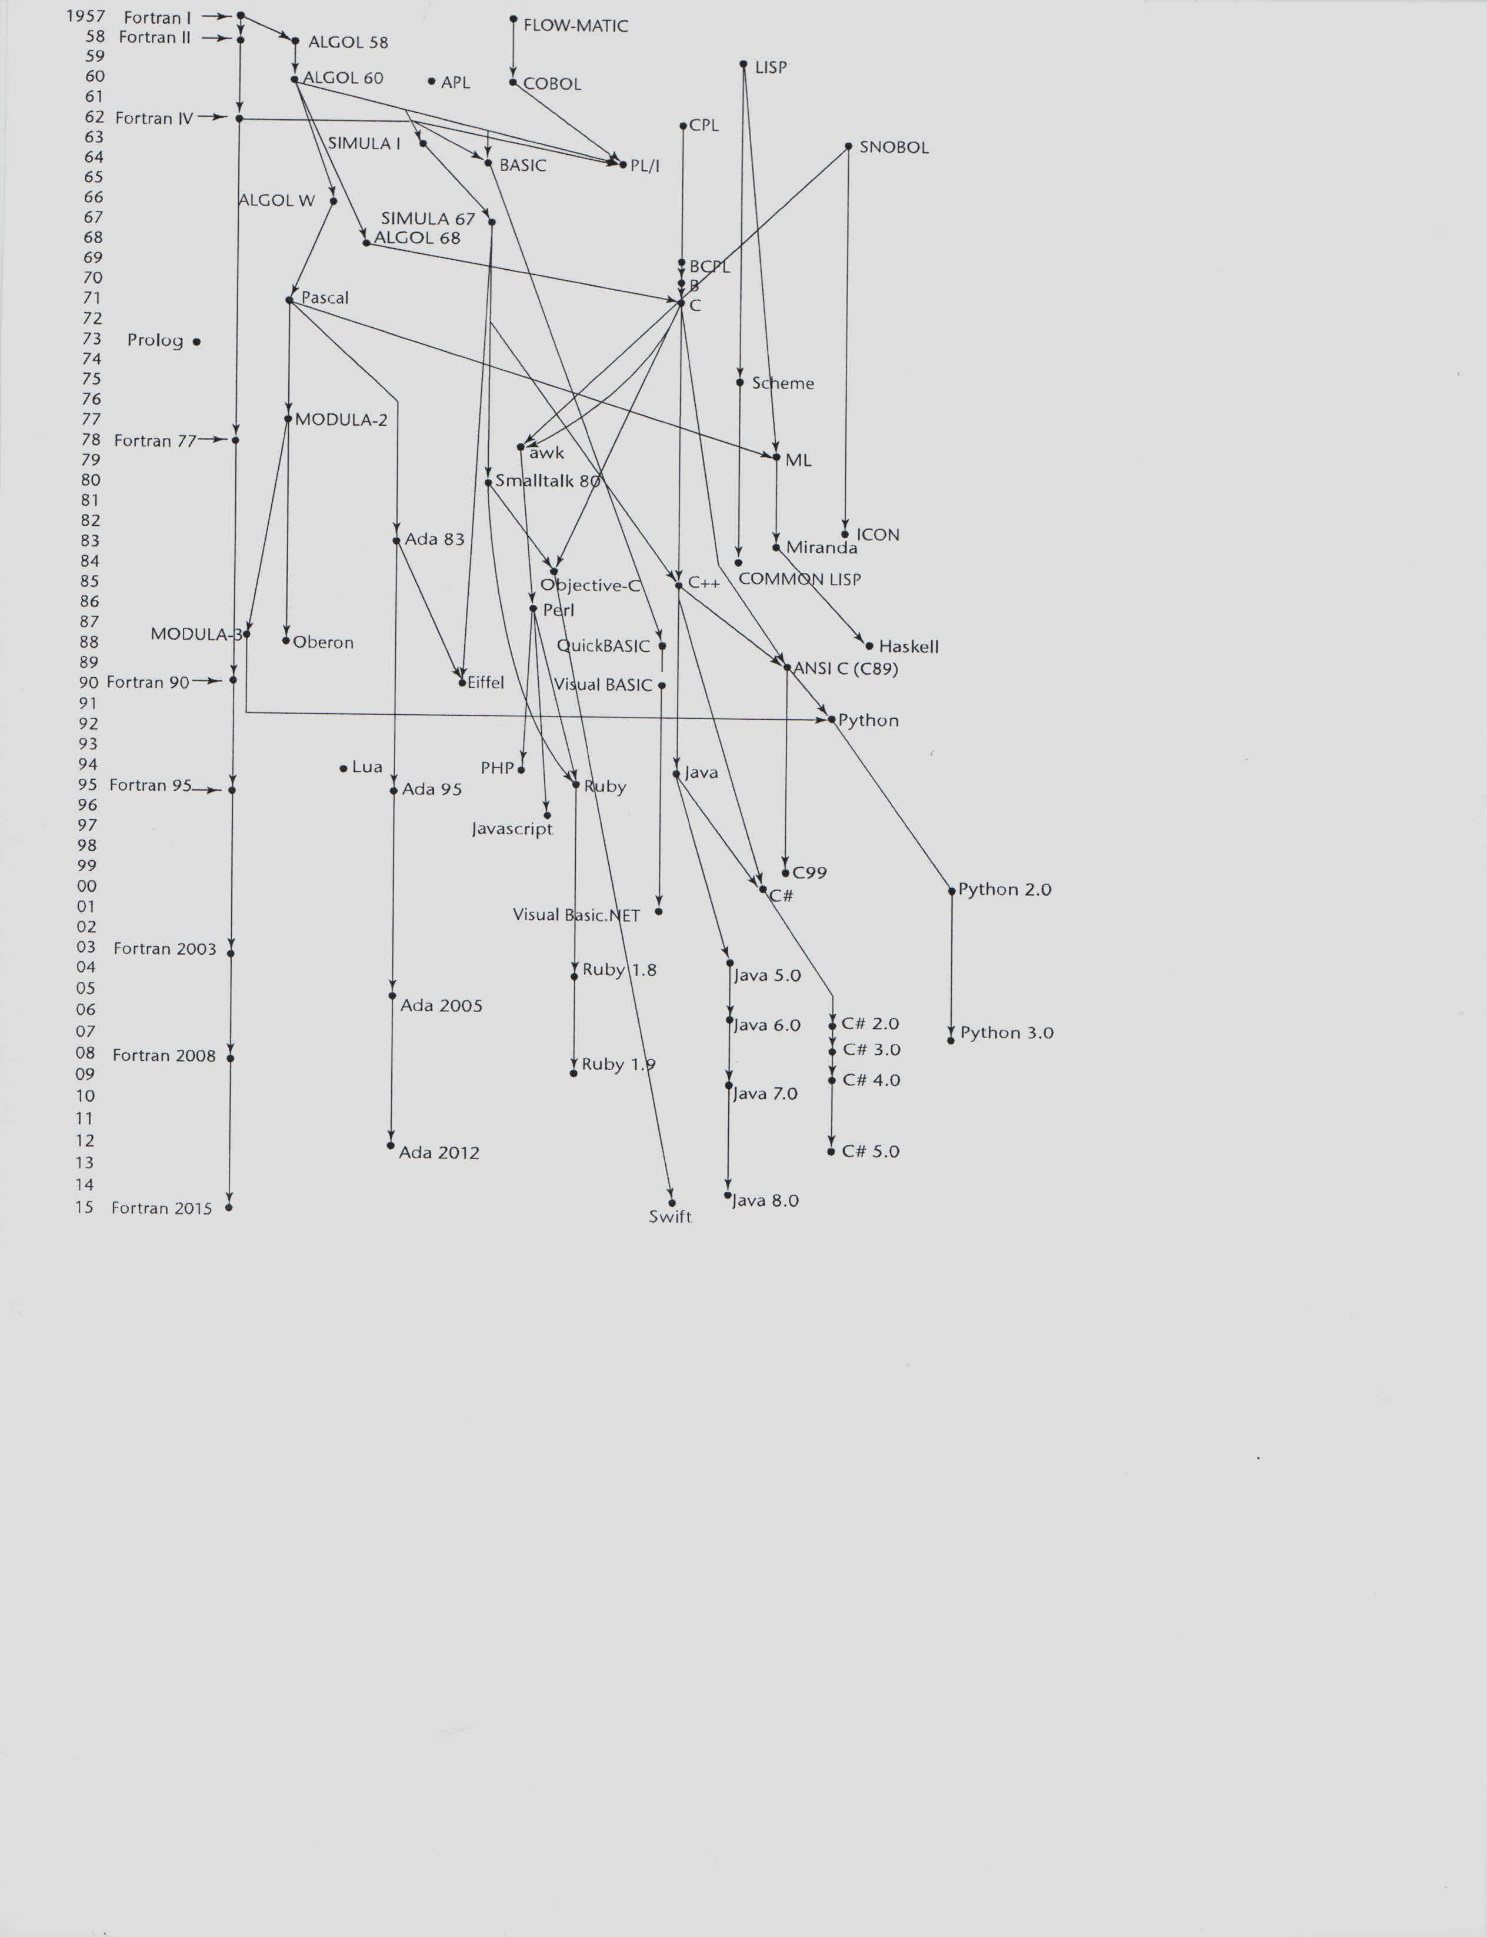 1957 Fortran I FLOW-MATIC
58 Fortran II ALGOL 58
59 LISP
60 ALGOL 60 APL COBOL
61
62 Fortran IV CPL
63 SIMULA I SNOBOL
64 BASIC PL/I
65
66 ALGOL W
67 SIMULA 67
68 ALGOL 68
69 BCPL
70 B
71 Pascal C
72
73 Prolog
74
75 Scheme
76
77 MODULA-2
78 Fortran 77 awk
79 ML
80 Smalltalk 80
81
82 ICON
83 Ada 83 Miranda
84
85 Objective-C C++ COMMON LISP
86 Perl
87
88 MODULA-3 Oberon QuickBASIC Haskell
89 ANSI C (C89)
90 Fortran 90 Eiffel Visual BASIC
91
92 Python
93
94 Lua PHP Java
95 Fortran 95 Ada 95 Ruby
96
97 Javascript
98
99 C99
00 C# Python 2.0
01 Visual Basic.NET
02
03 Fortran 2003
04 Ruby 1.8 Java 5.0
05
06 Ada 2005 Java 6.0 C# 2.0
07 Python 3.0
08 Fortran 2008 Ruby 1.9 C# 3.0
09 C# 4.0
10 Java 7.0
11
12 Ada 2012 C# 5.0
13
14
15 Fortran 2015 Swift Java 8.0